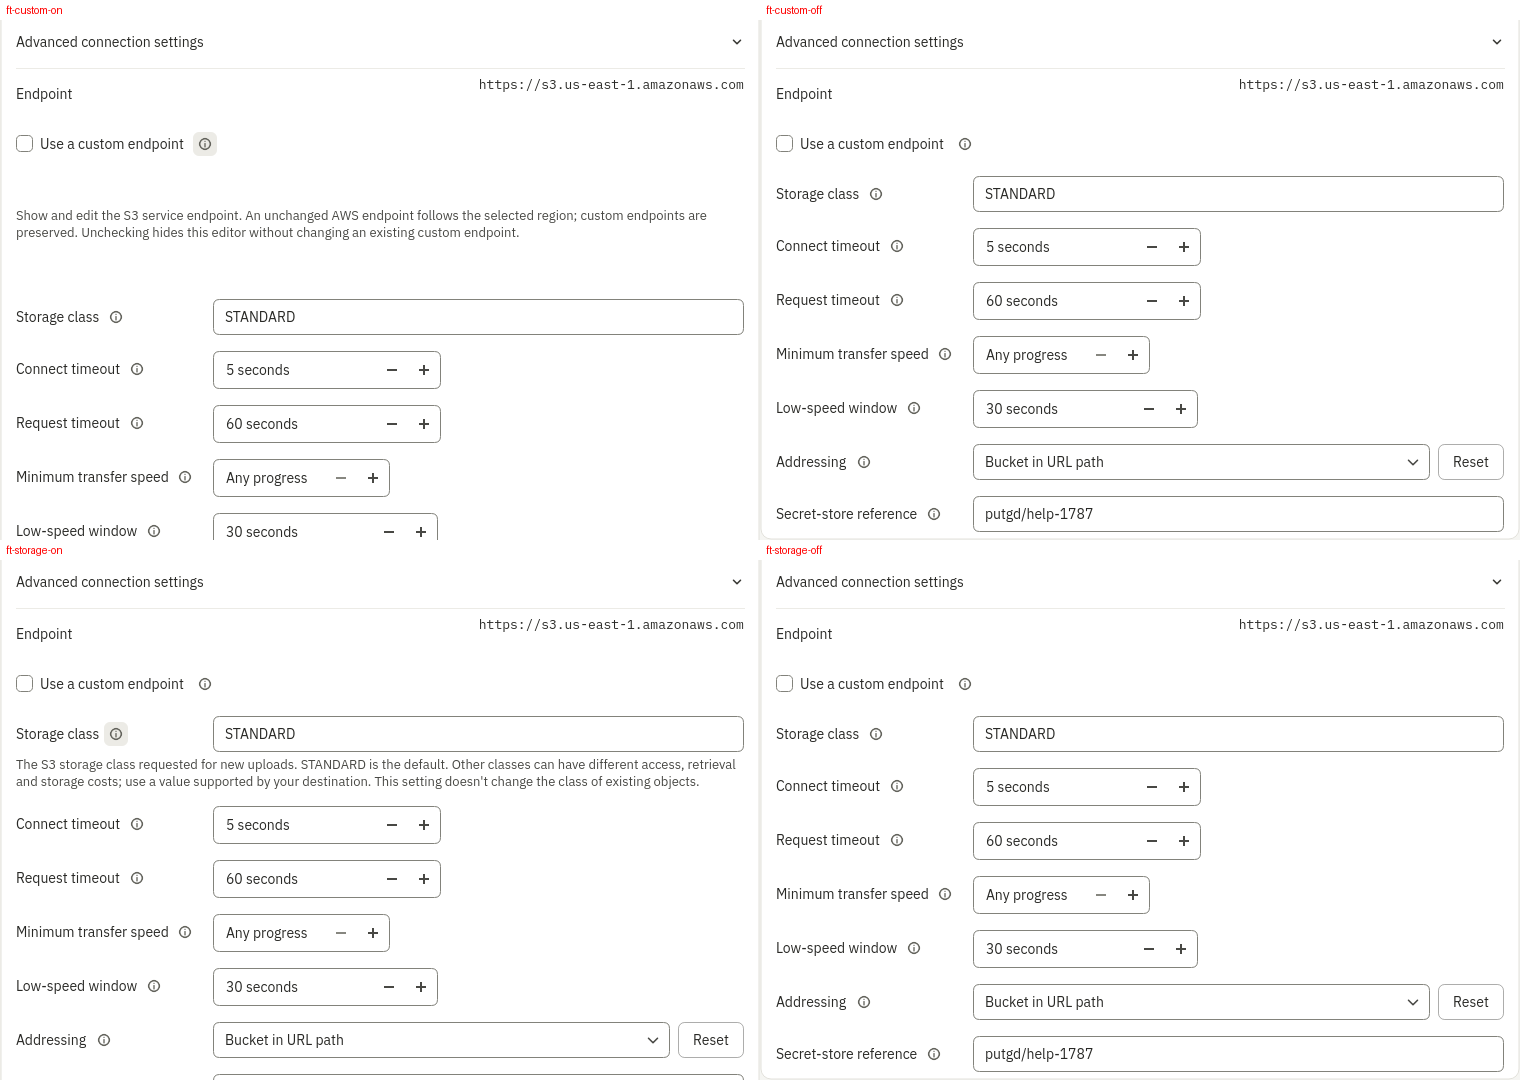 ft-custom-on
Advanced connection settings
Endpoint
https://s3.us-east-1.amazonaws.com
Use a custom endpoint
Show and edit the S3 service endpoint. An unchanged AWS endpoint follows the selected region; custom endpoints are
preserved. Unchecking hides this editor without changing an existing custom endpoint.
Storage class
STANDARD
Connect timeout
5 seconds
Request timeout
60 seconds
Minimum transfer speed
Any progress
Low-speed window
30 seconds
ft-custom-off
Advanced connection settings
Endpoint
https://s3.us-east-1.amazonaws.com
Use a custom endpoint
Storage class
STANDARD
Connect timeout
5 seconds
Request timeout
60 seconds
Minimum transfer speed
Any progress
Low-speed window
30 seconds
Addressing
Bucket in URL path
Reset
Secret-store reference
putgd/help-1787
ft-storage-on
Advanced connection settings
Endpoint
https://s3.us-east-1.amazonaws.com
Use a custom endpoint
Storage class
STANDARD
The S3 storage class requested for new uploads. STANDARD is the default. Other classes can have different access, retrieval
and storage costs; use a value supported by your destination. This setting doesn't change the class of existing objects.
Connect timeout
5 seconds
Request timeout
60 seconds
Minimum transfer speed
Any progress
Low-speed window
30 seconds
Addressing
Bucket in URL path
Reset
ft-storage-off
Advanced connection settings
Endpoint
https://s3.us-east-1.amazonaws.com
Use a custom endpoint
Storage class
STANDARD
Connect timeout
5 seconds
Request timeout
60 seconds
Minimum transfer speed
Any progress
Low-speed window
30 seconds
Addressing
Bucket in URL path
Reset
Secret-store reference
putgd/help-1787